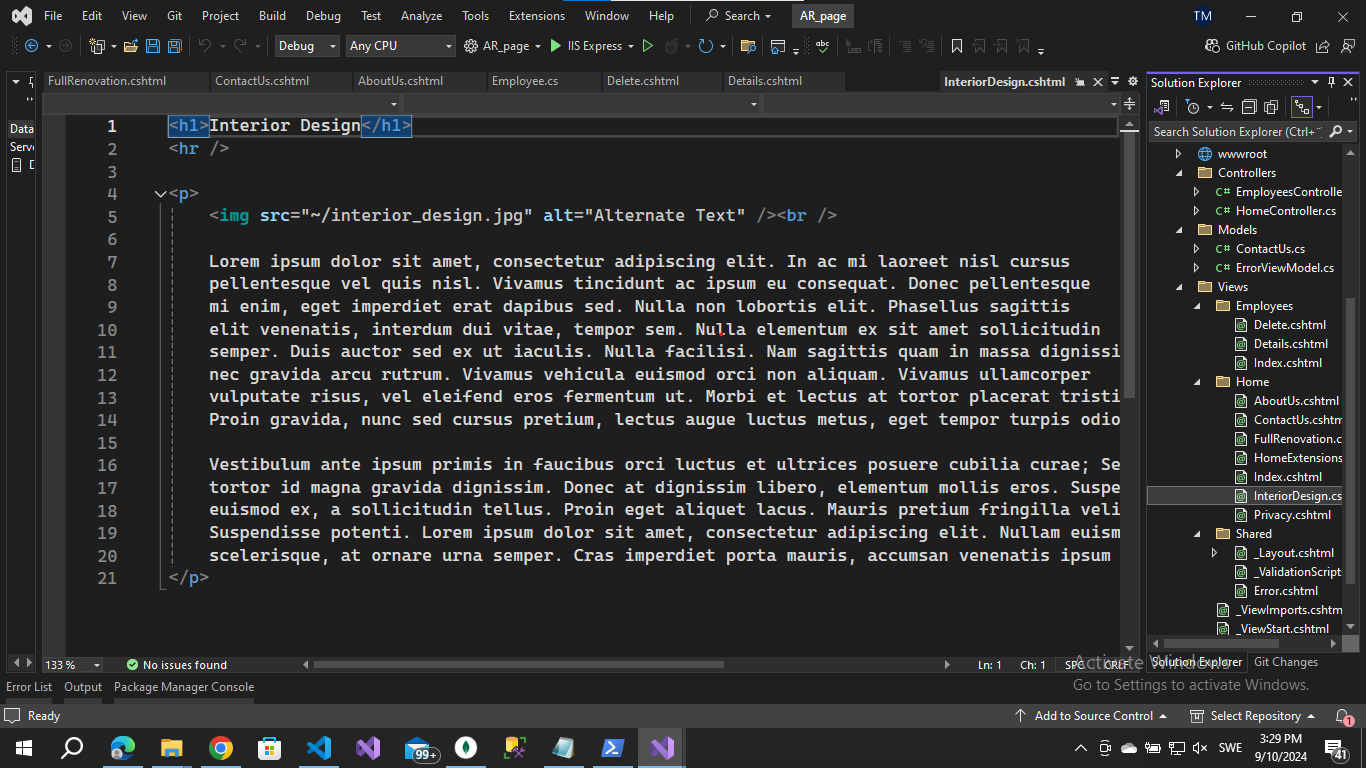 File Edit View Git Project Build Debug Test Analyze Tools Extensions Window Help Search AR_page TM
Debug Any CPU AR_page IIS Express abc GitHub Copilot
FullRenovation.cshtml ContactUs.cshtml AboutUs.cshtml Employee.cs Delete.cshtml Details.cshtml InteriorDesign.cshtml
Data
Serv
1 <h1>Interior Design</h1>
2 <hr />
3
4 <p>
5 <img src="~/interior_design.jpg" alt="Alternate Text" /><br />
6
7 Lorem ipsum dolor sit amet, consectetur adipiscing elit. In ac mi laoreet nisl cursus
8 pellentesque vel quis nisl. Vivamus tincidunt ac ipsum eu consequat. Donec pellentesque
9 mi enim, eget imperdiet erat dapibus sed. Nulla non lobortis elit. Phasellus sagittis
10 elit venenatis, interdum dui vitae, tempor sem. Nulla elementum ex sit amet sollicitudin
11 semper. Duis auctor sed ex ut iaculis. Nulla facilisi. Nam sagittis quam in massa dignissi
12 nec gravida arcu rutrum. Vivamus vehicula euismod orci non aliquam. Vivamus ullamcorper
13 vulputate risus, vel eleifend eros fermentum ut. Morbi et lectus at tortor placerat tristi
14 Proin gravida, nunc sed cursus pretium, lectus augue luctus metus, eget tempor turpis odio
15
16 Vestibulum ante ipsum primis in faucibus orci luctus et ultrices posuere cubilia curae; Se
17 tortor id magna gravida dignissim. Donec at dignissim libero, elementum mollis eros. Suspe
18 euismod ex, a sollicitudin tellus. Proin eget aliquet lacus. Mauris pretium fringilla veli
19 Suspendisse potenti. Lorem ipsum dolor sit amet, consectetur adipiscing elit. Nullam euism
20 scelerisque, at ornare urna semper. Cras imperdiet porta mauris, accumsan venenatis ipsum
21 </p>
133 % No issues found Ln: 1 Ch: 1 SPC CRLF
Solution Explorer
Search Solution Explorer (Ctrl+
wwwroot
Controllers
C# EmployeesControlle
C# HomeController.cs
Models
C# ContactUs.cs
C# ErrorViewModel.cs
Views
Employees
Delete.cshtml
Details.cshtml
Index.cshtml
Home
AboutUs.cshtml
ContactUs.cshtm
FullRenovation.c
HomeExtensions
Index.cshtml
InteriorDesign.cs
Privacy.cshtml
Shared
_Layout.cshtml
_ValidationScript
Error.cshtml
_ViewImports.cshtm
_ViewStart.cshtml
Solution Explorer Git Changes
Activate Windows
Go to Settings to activate Windows.
Error List Output Package Manager Console
Ready Add to Source Control Select Repository 1
99+ SWE 3:29 PM
9/10/2024 41